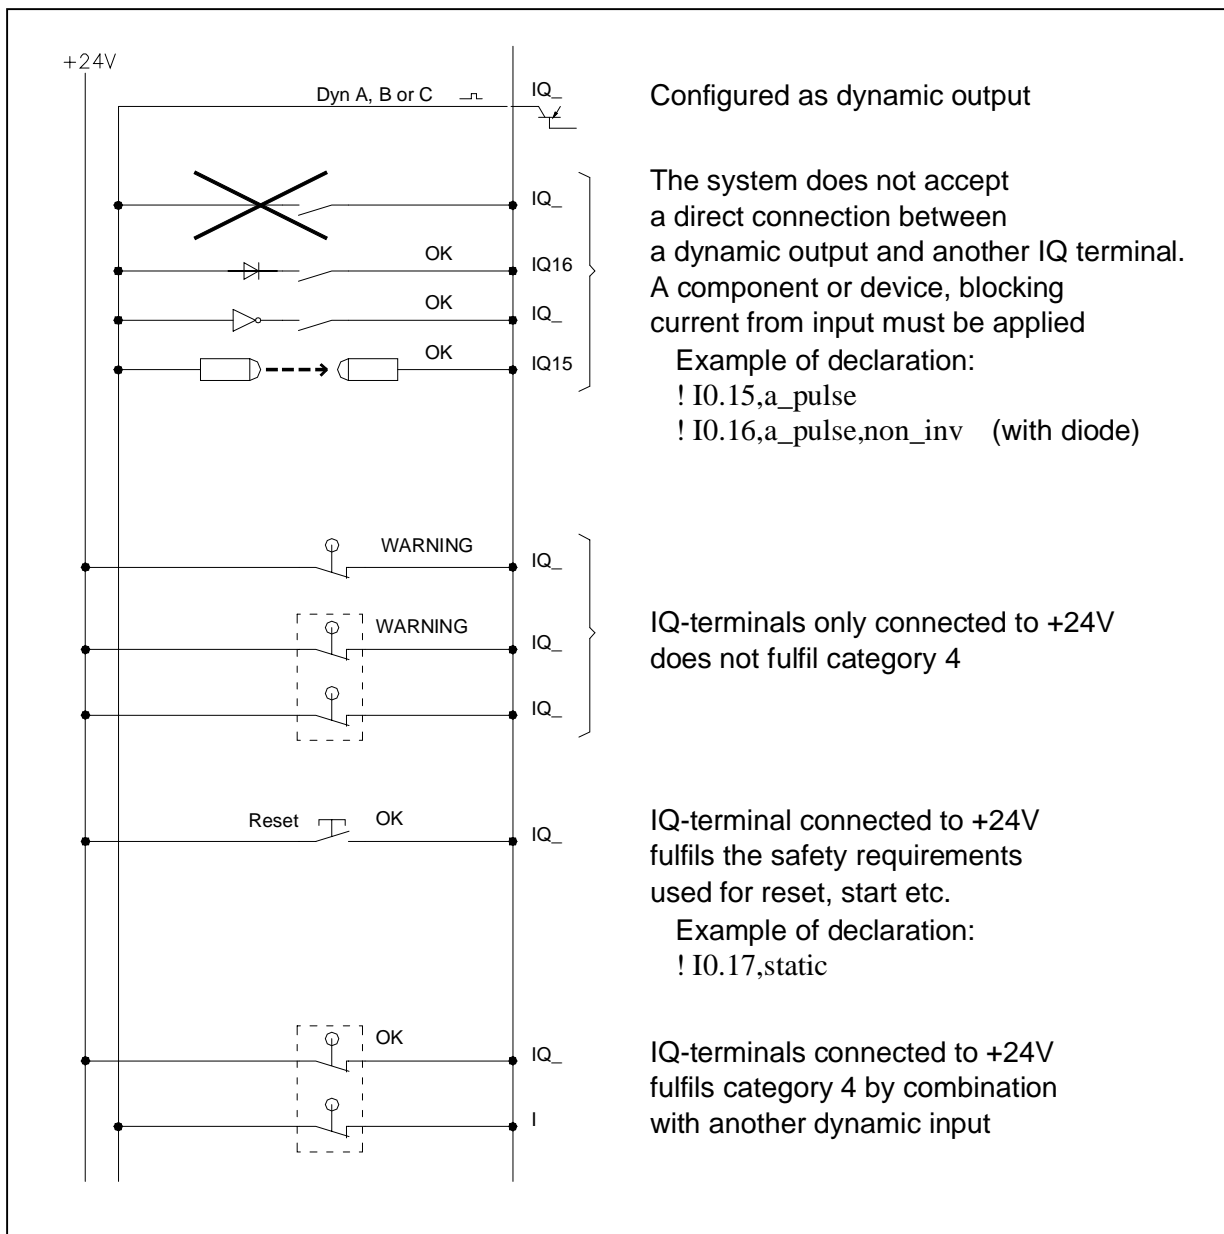 +24V
Dyn A, B or C
IQ_
Configured as dynamic output
IQ_
OK
IQ16
OK
IQ_
OK
IQ15
The system does not accept
a direct connection between
a dynamic output and another IQ terminal.
A component or device, blocking
current from input must be applied
Example of declaration:
! I0.15,a_pulse
! I0.16,a_pulse,non_inv (with diode)
WARNING
IQ_
WARNING
IQ_
IQ_
IQ-terminals only connected to +24V
does not fulfil category 4
Reset
OK
IQ_
IQ-terminal connected to +24V
fulfils the safety requirements
used for reset, start etc.
Example of declaration:
! I0.17,static
OK
IQ_
I
IQ-terminals connected to +24V
fulfils category 4 by combination
with another dynamic input